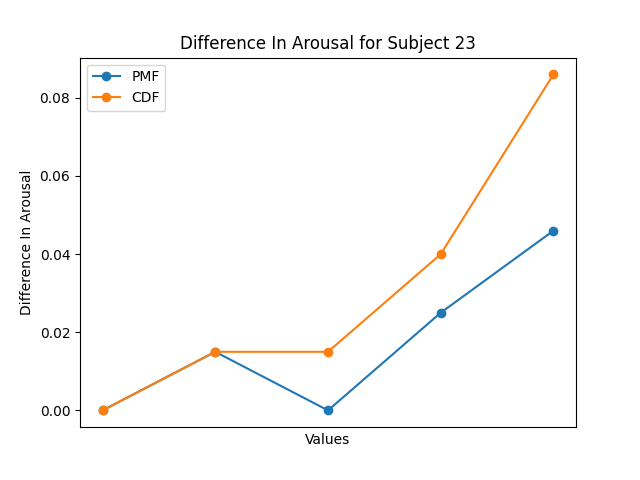 Difference In Arousal for Subject 23
PMF
CDF
0.08
0.06
0.04
0.02
0.00
Difference In Arousal
Values